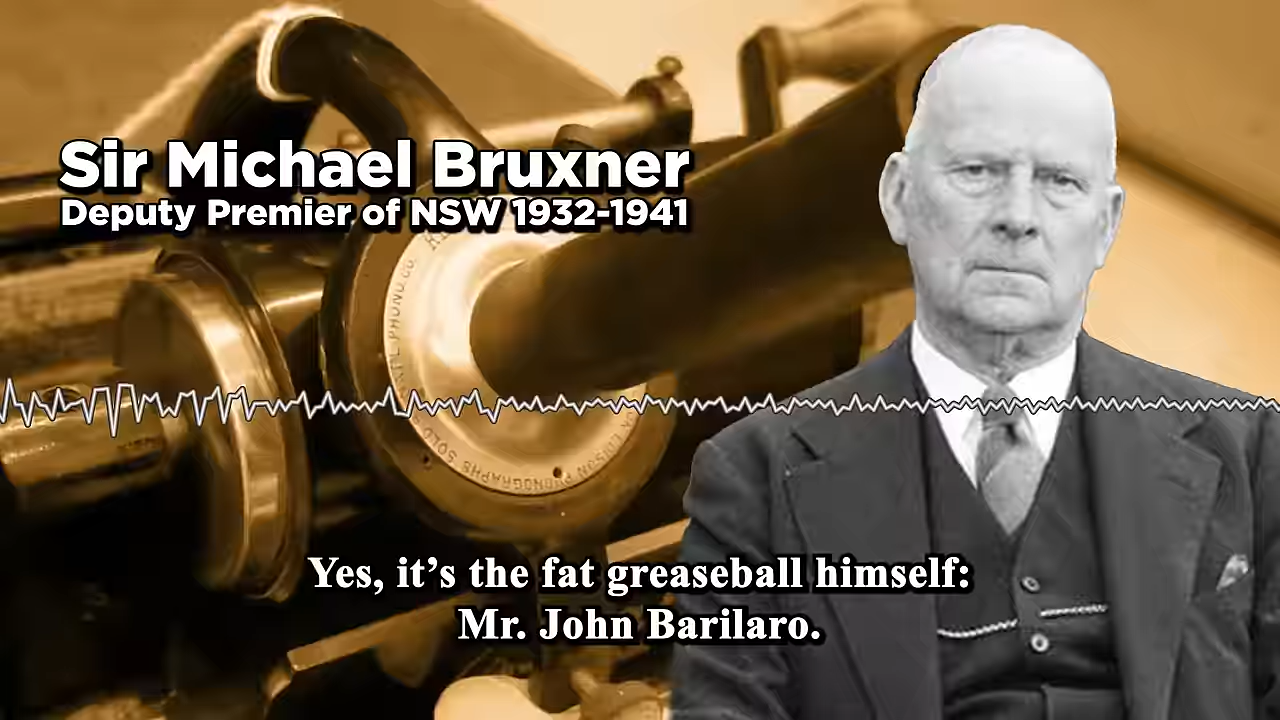 Sir Michael Bruxner
Deputy Premier of NSW 1932-1941
Yes, it's the fat greaseball himself:
Mr. John Barilaro.